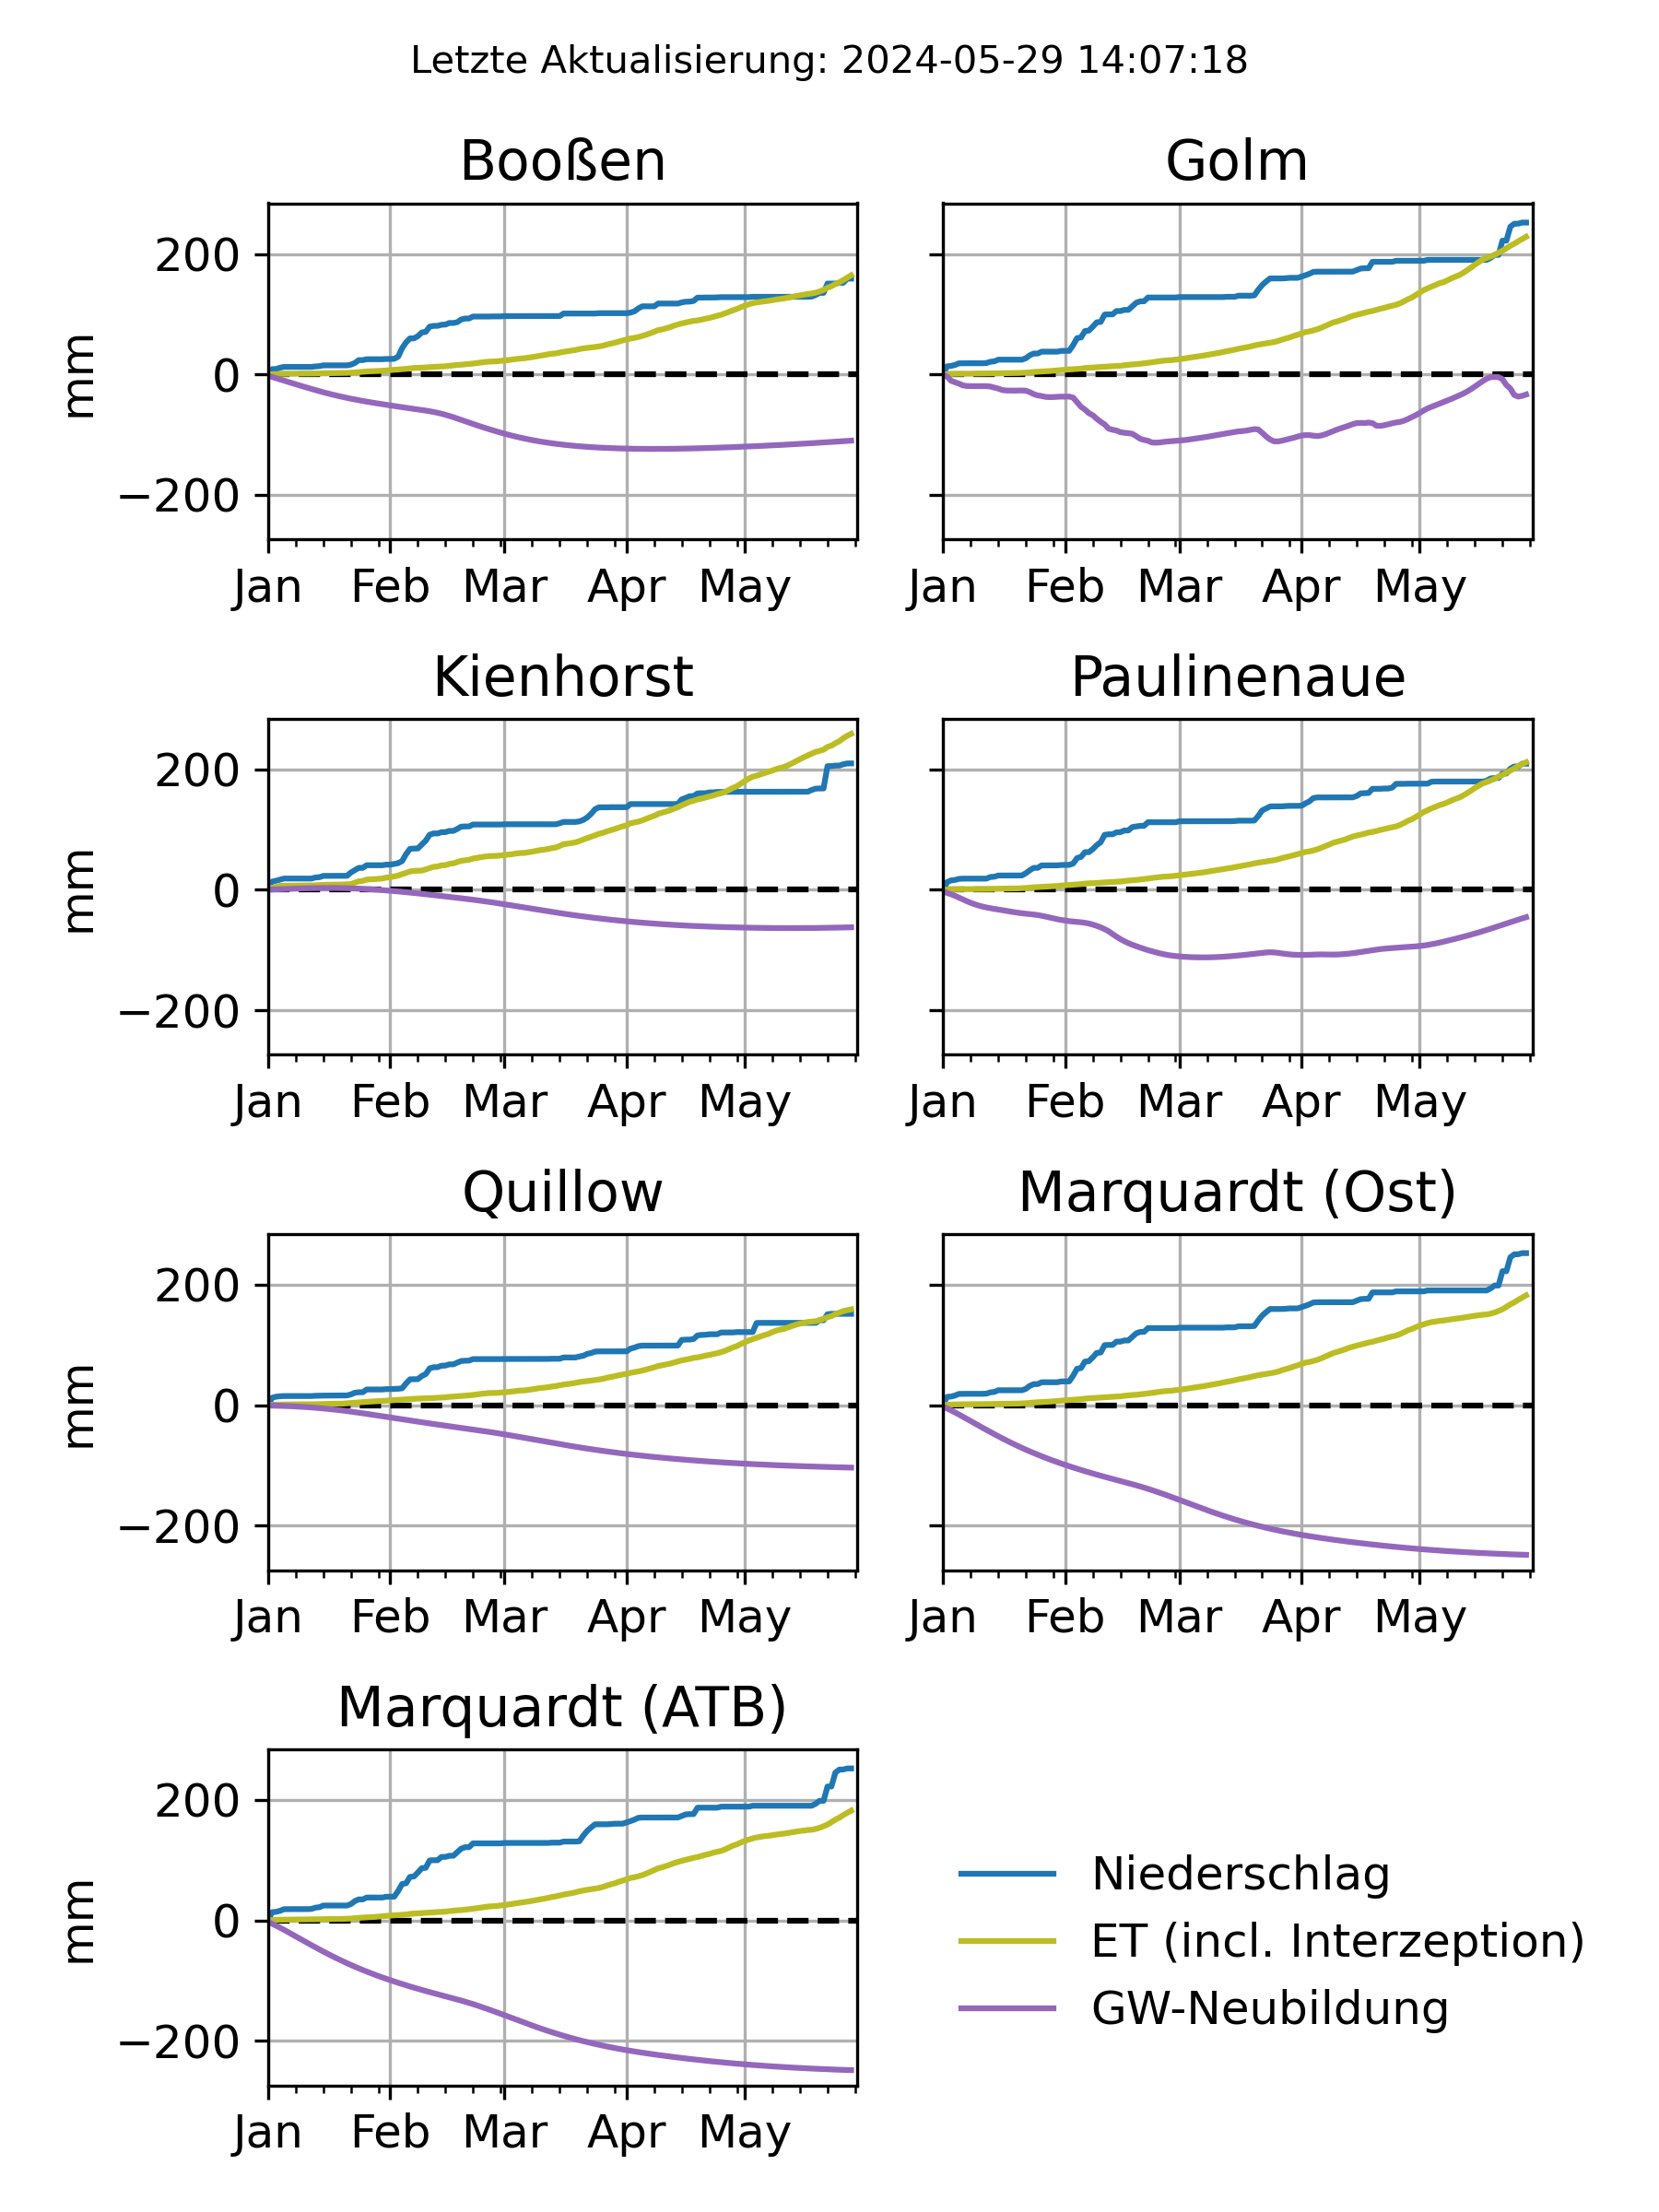 Letzte Aktualisierung: 2024-05-29 14:07:18
Booßen
Golm
200
0
−200
mm
Jan Feb Mar Apr May
Jan Feb Mar Apr May
Kienhorst
Paulinenaue
200
0
−200
mm
Jan Feb Mar Apr May
Jan Feb Mar Apr May
Quillow
Marquardt (Ost)
200
0
−200
mm
Jan Feb Mar Apr May
Jan Feb Mar Apr May
Marquardt (ATB)
200
0
−200
mm
Jan Feb Mar Apr May
Niederschlag
ET (incl. Interzeption)
GW-Neubildung